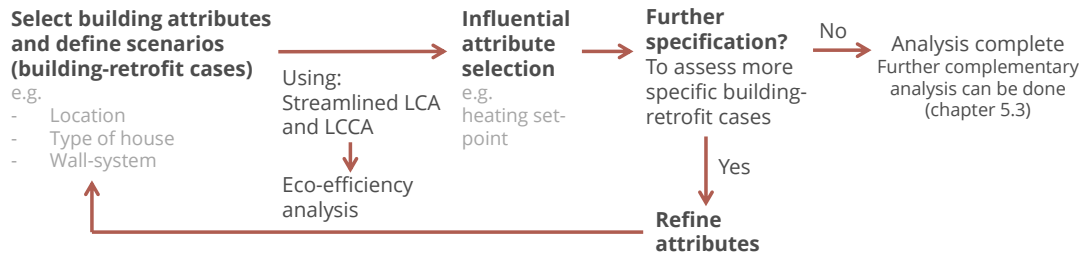 Select building attributes
and define scenarios
(building-retrofit cases)
e.g.
- Location
- Type of house
- Wall-system
Using:
Streamlined LCA
and LCCA
Eco-efficiency
analysis
Influential
attribute
selection
e.g.
heating set-
point
Further
specification?
To assess more
specific building-
retrofit cases
No
Analysis complete
Further complementary
analysis can be done
(chapter 5.3)
Yes
Refine
attributes